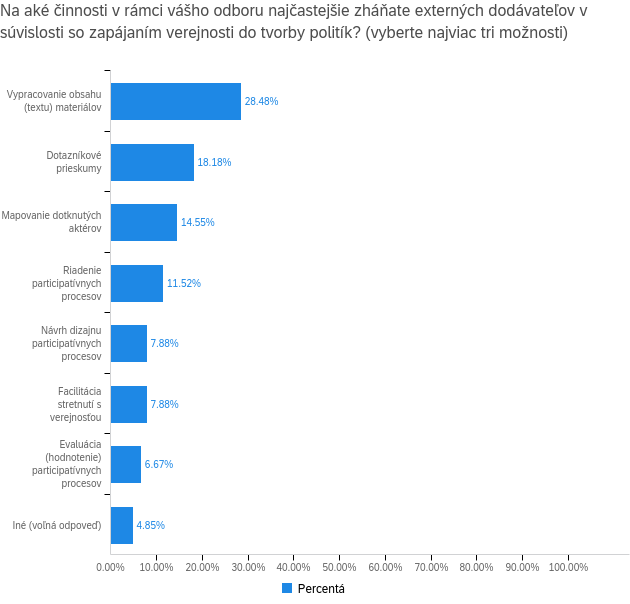 Na aké činnosti v rámci vášho odboru najčastejšie zháňate externých dodávateľov v
súvislosti so zapájaním verejnosti do tvorby politík? (vyberte najviac tri možnosti)
Vypracovanie obsahu
(textu) materiálov
28.48%
Dotazníkové
prieskumy
18.18%
Mapovanie dotknutých
aktérov
14.55%
Riadenie
participatívnych
procesov
11.52%
Návrh dizajnu
participatívnych
procesov
7.88%
Facilitácia
stretnutí s
verejnosťou
7.88%
Evaluácia
(hodnotenie)
participatívnych
procesov
6.67%
Iné (voľná odpoveď)
4.85%
0.00% 10.00% 20.00% 30.00% 40.00% 50.00% 60.00% 70.00% 80.00% 90.00% 100.00%
Percentá